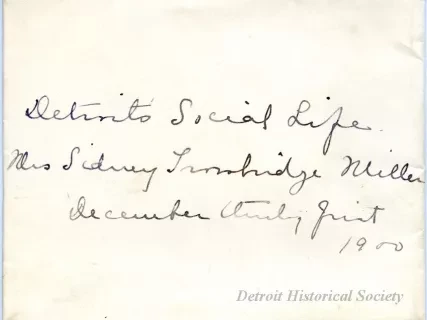 Detroit's Social Life.
Mrs Sidney Trowbridge Miller
December thirty first
1900
Detroit Historical Society